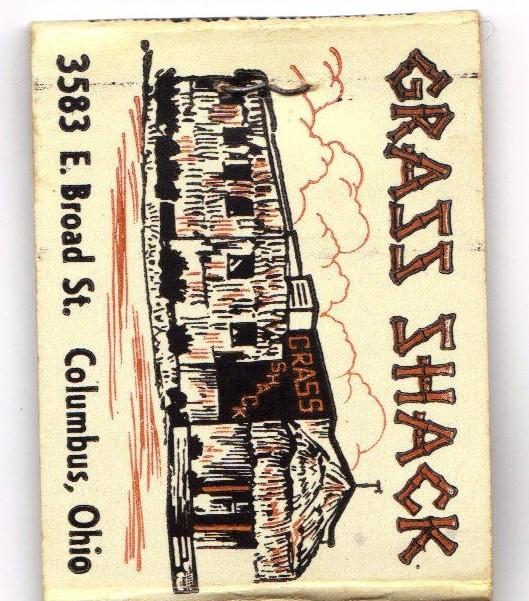 GRASS SHACK
GRASS
SHACK
3583 E. Broad St. Columbus, Ohio